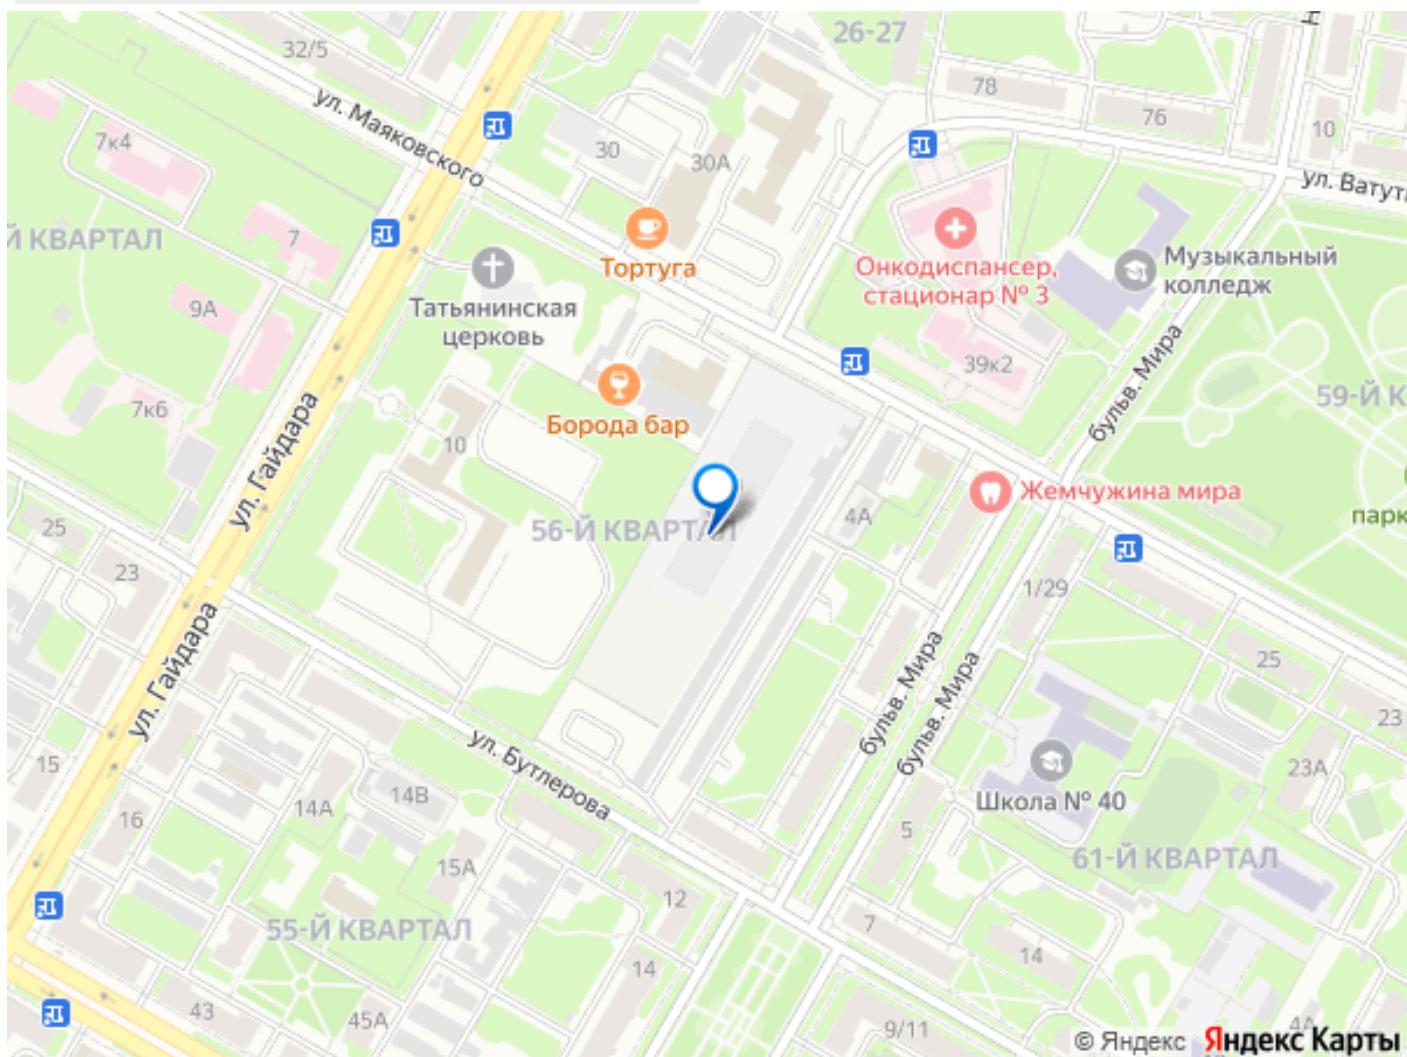 26-27
32/5
ул. Маяковского
78
76
10
30
30А
7к4
ул. Ватут
Й КВАРТАЛ
7
Тортуга
Татьянинская
церковь
Онкодиспансер,
стационар № 3
Музыкальный
колледж
9А
39к2
бульв. Мира
7к6
Борода бар
59-Й К
10
ул. Гайдара
Жемчужина мира
парк
25
56-Й КВАРТАЛ
4А
23
1/29
ул. Гайдара
бульв. Мира
бульв. Мира
25
23
15
ул. Бутлерова
23А
14А
14В
16
Школа № 40
5
61-Й КВАРТАЛ
15А
12
7
55-Й КВАРТАЛ
14
14
43
45А
9/11
4А
© Яндекс Яндекс Карты